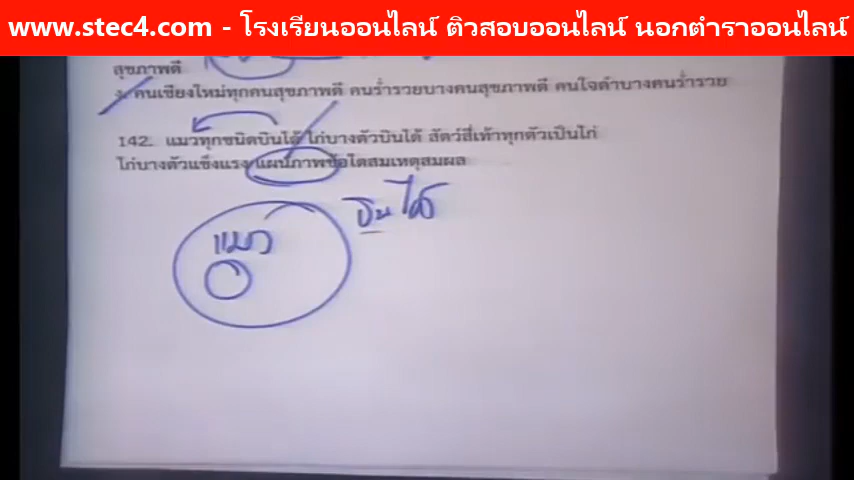 www.stec4.com - โรงเรียนออนไลน์ ติวสอบออนไลน์ นอกตำราออนไลน์
สุขภาพดี
ง. คนเชียงใหม่ทุกคนสุขภาพดี คนร่ำรวยบางคนสุขภาพดี คนใจดำบางคนร่ำรวย
142. แมวทุกชนิดบินได้ ไก่บางตัวบินได้ สัตว์สี่เท้าทุกตัวเป็นไก่
ไก่บางตัวแข็งแรง แผนภาพข้อใดสมเหตุสมผล
บินได้
แมว